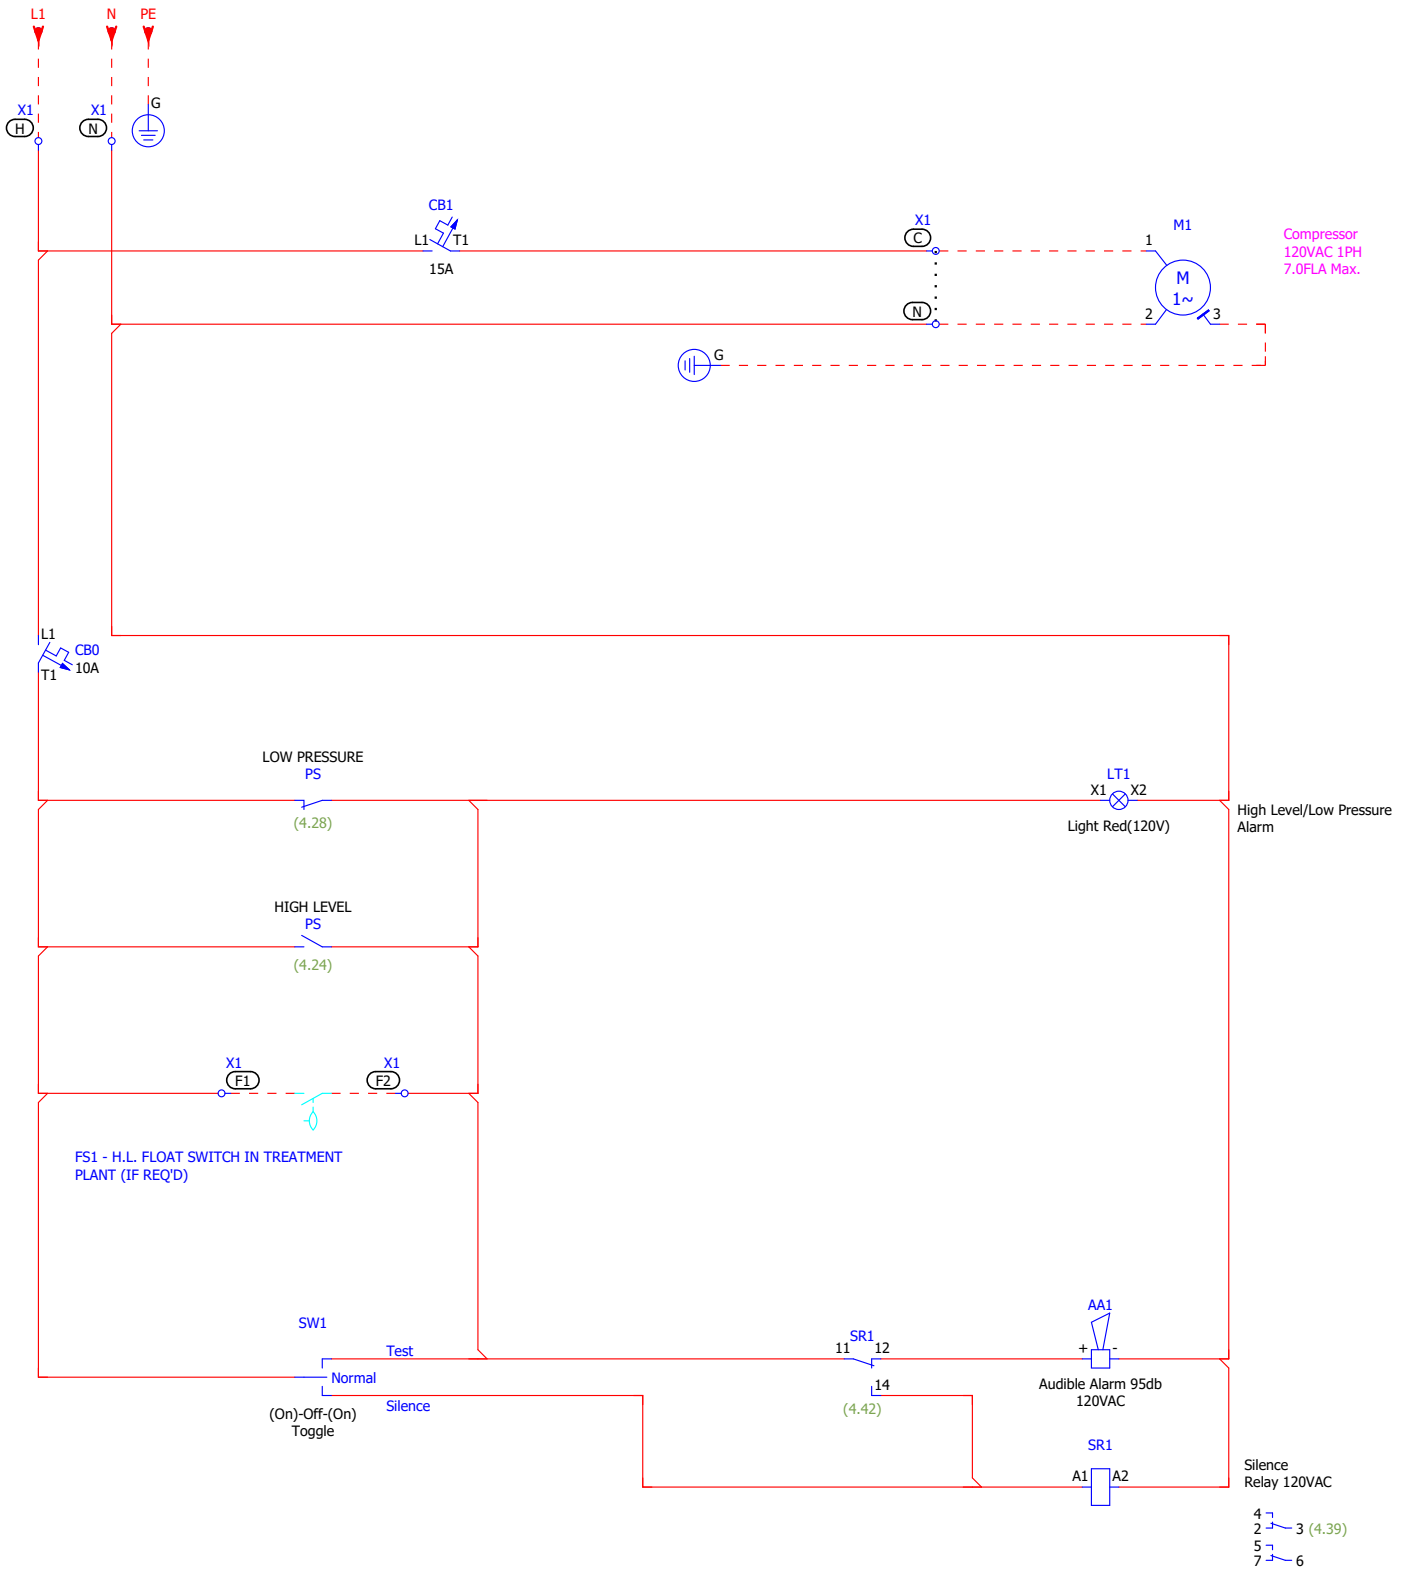 L1 N PE
G
X1 X1
H N
CB1
L1 T1
15A
X1
C
M1
1
M
1~
2 3
Compressor
120VAC 1PH
7.0FLA Max.
N
G
L1
CB0
10A
T1
LOW PRESSURE
PS
(4.28)
LT1
X1 X2
Light Red(120V)
High Level/Low Pressure
Alarm
HIGH LEVEL
PS
(4.24)
X1 X1
F1 F2
FS1 - H.L. FLOAT SWITCH IN TREATMENT
PLANT (IF REQ'D)
SW1
Test
Normal
Silence
(On)-Off-(On)
Toggle
SR1
11 12
14
(4.42)
AA1
+ -
Audible Alarm 95db
120VAC
SR1
A1 A2
Silence
Relay 120VAC
4
2 3 (4.39)
5
7 6